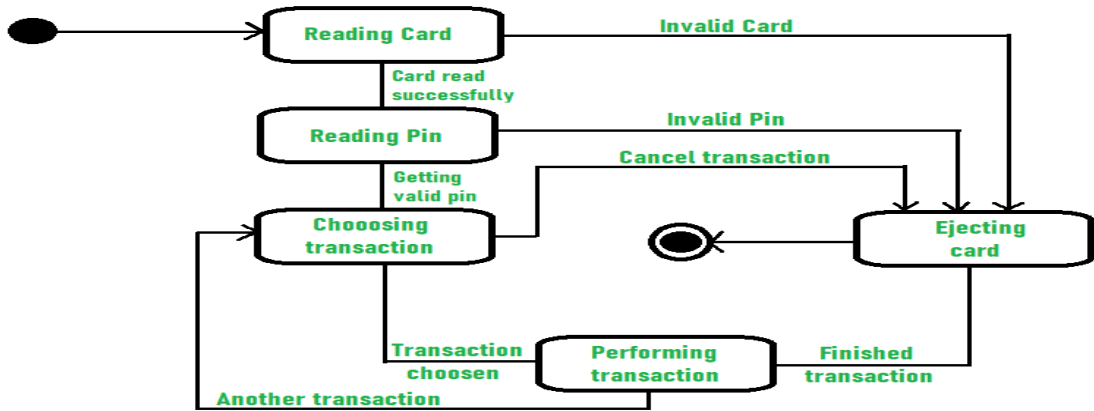 Reading Card
Invalid Card
Card read
successfully
Reading Pin
Invalid Pin
Cancel transaction
Getting
valid pin
Chooosing
transaction
Ejecting
card
Transaction
choosen
Performing
transaction
Finished
transaction
Another transaction